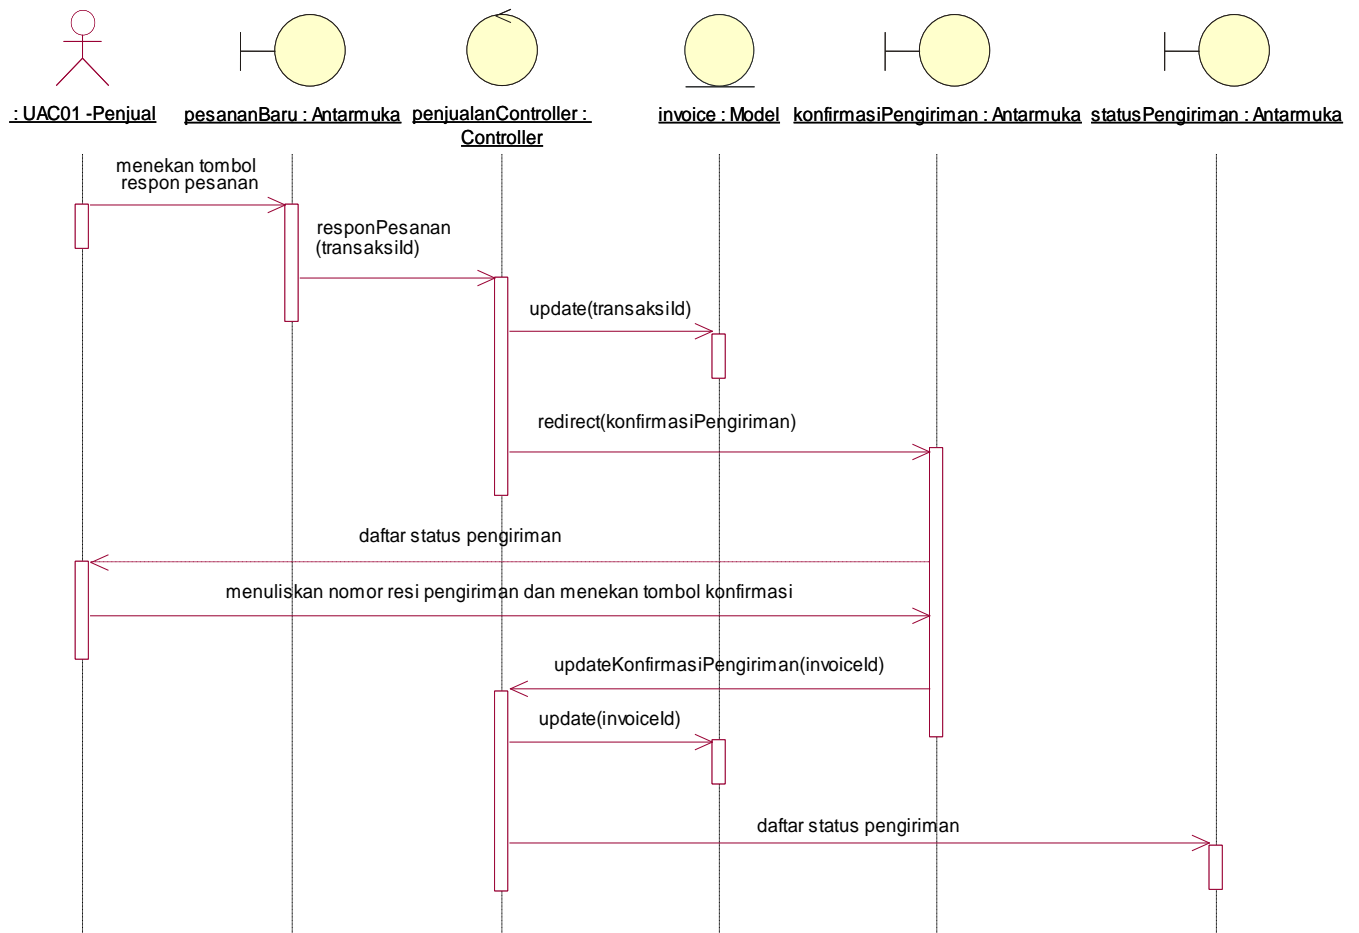 : UAC01 -Penjual
pesananBaru : Antarmuka
penjualanController :
Controller
invoice : Model
konfirmasiPengiriman : Antarmuka
statusPengiriman : Antarmuka
menekan tombol
respon pesanan
responPesanan
(transaksiId)
update(transaksiId)
redirect(konfirmasiPengiriman)
daftar status pengiriman
menuliskan nomor resi pengiriman dan menekan tombol konfirmasi
updateKonfirmasiPengiriman(invoiceId)
update(invoiceId)
daftar status pengiriman